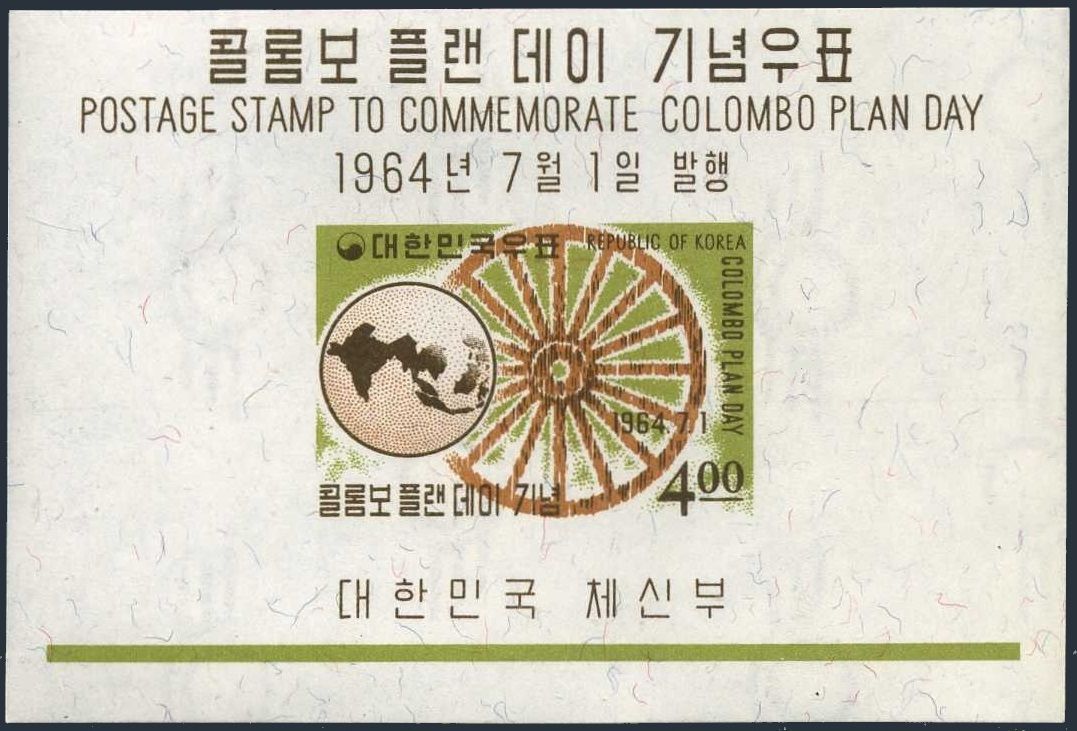 콜롬보 플랜 데이 기념우표
POSTAGE STAMP TO COMMEMORATE COLOMBO PLAN DAY
1964년 7월 1일 발행
대한민국우표
REPUBLIC OF KOREA
COLOMBO PLAN DAY
1964.7.1
콜롬보 플랜 데이 기념
400
대한민국 체신부